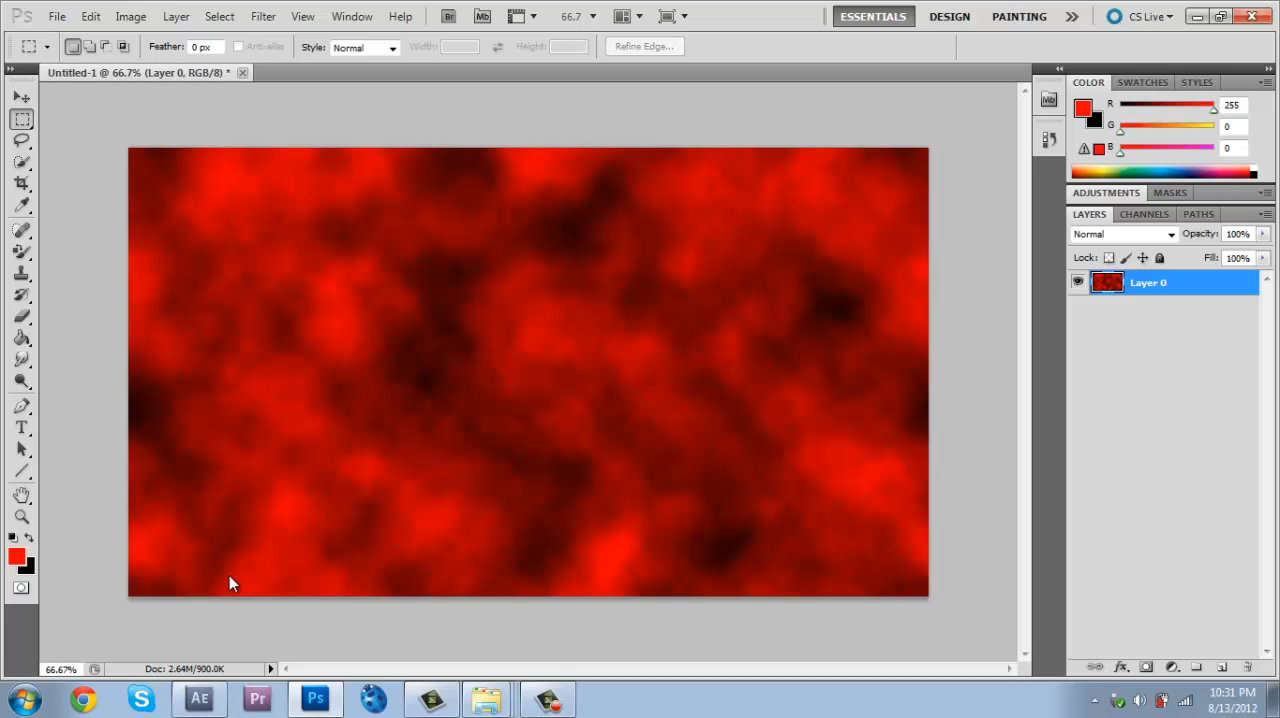 Ps File Edit Image Layer Select Filter View Window Help Br Mb 66.7 ESSENTIALS DESIGN PAINTING CS Live
Feather: 0 px Anti-alias Style: Normal Width: Height: Refine Edge...
Untitled-1 @ 66.7% (Layer 0, RGB/8) *
COLOR SWATCHES STYLES
Mb
R 255
G 0
B 0
ADJUSTMENTS MASKS
LAYERS CHANNELS PATHS
Normal Opacity: 100%
Lock: Fill: 100%
Layer 0
T
66.67% Doc: 2.64M/900.0K
fx
Ae Pr Ps
10:31 PM
8/13/2012